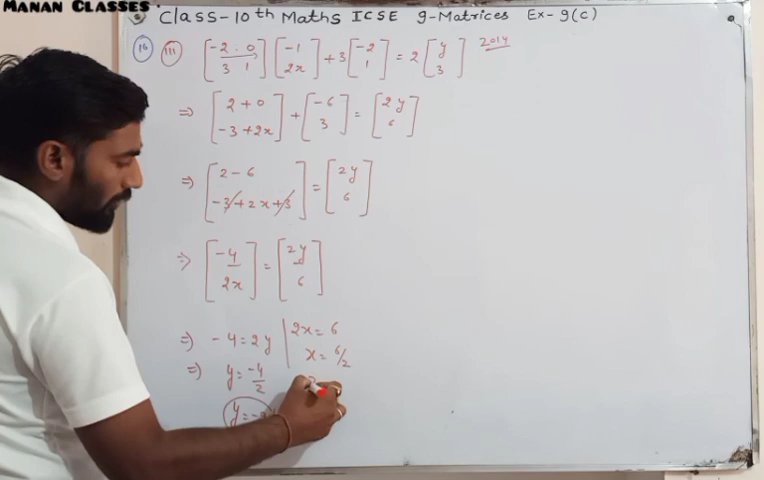 MANAN CLASSES
Class-10th Maths ICSE 9-Matrices Ex-9(C)
16 III [-2 0 3 1] [-1 2x] + 3 [-2 1] = 2 [y 3] 2014
⇒ [2+0 -3+2x] + [-6 3] = [2y 6]
⇒ [2-6 -3+2x+3] = [2y 6]
⇒ [-4 2x] = [2y 6]
⇒ -4=2y | 2x=6
⇒ y=-4/2 x=6/2
y=-2